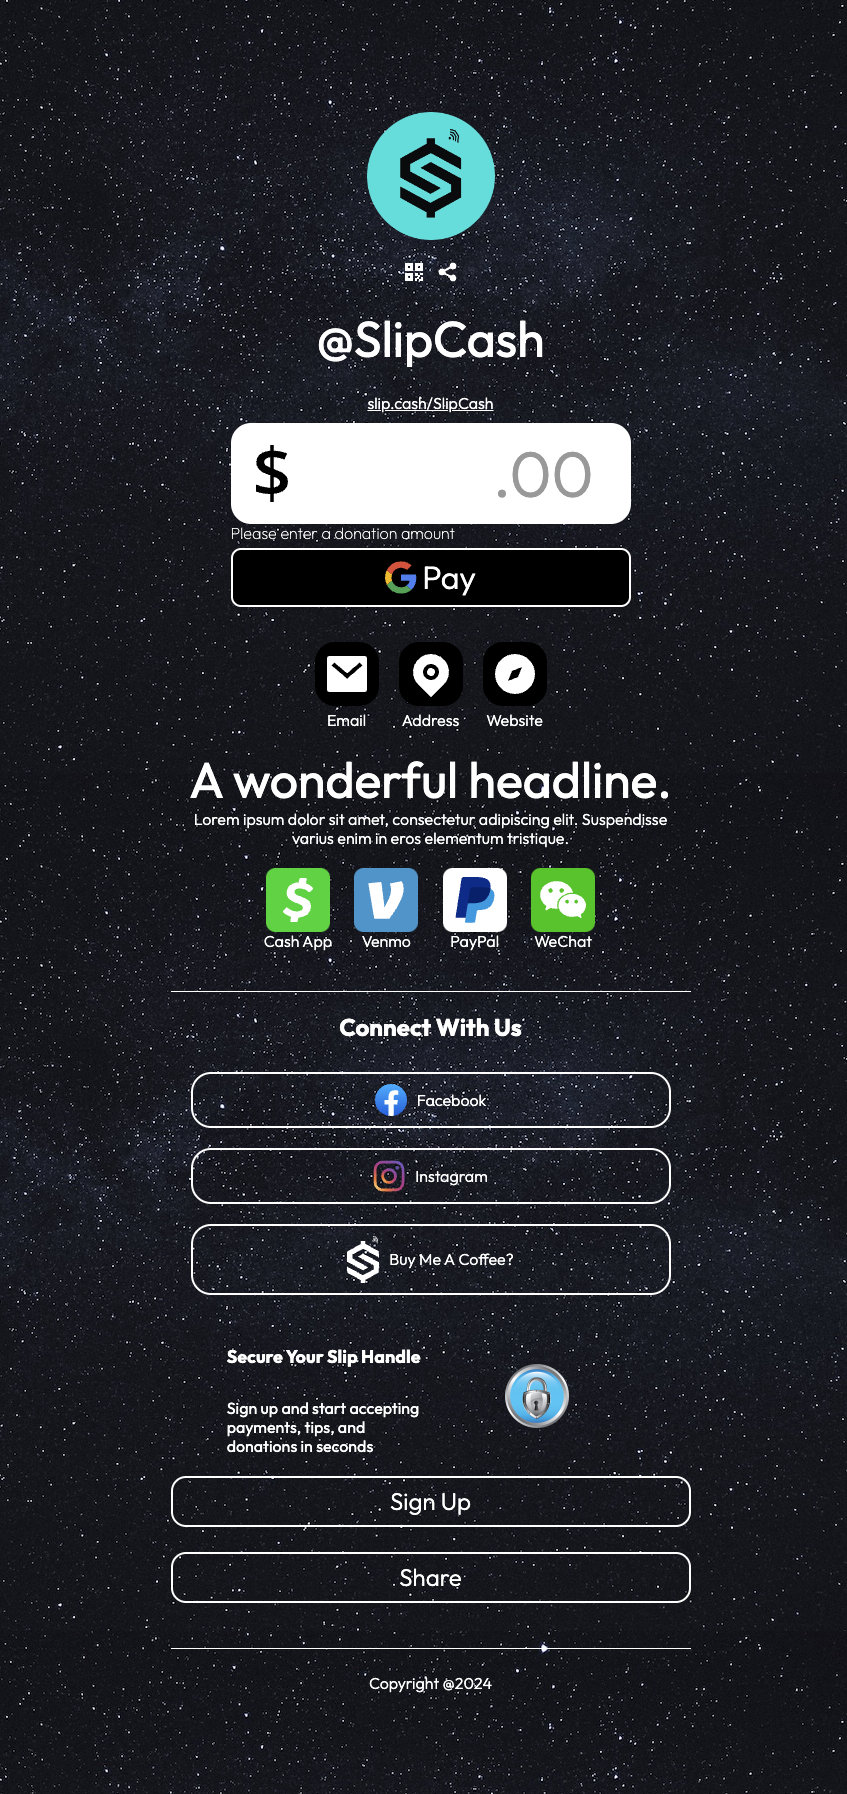 @SlipCash
slip.cash/SlipCash
$ .00
Please enter a donation amount
G Pay
Email Address Website
A wonderful headline.
Lorem ipsum dolor sit amet, consectetur adipiscing elit. Suspendisse
varius enim in eros elementum tristique.
Cash App Venmo PayPal WeChat
Connect With Us
Facebook
Instagram
Buy Me A Coffee?
Secure Your Slip Handle
Sign up and start accepting
payments, tips, and
donations in seconds
Sign Up
Share
Copyright @2024